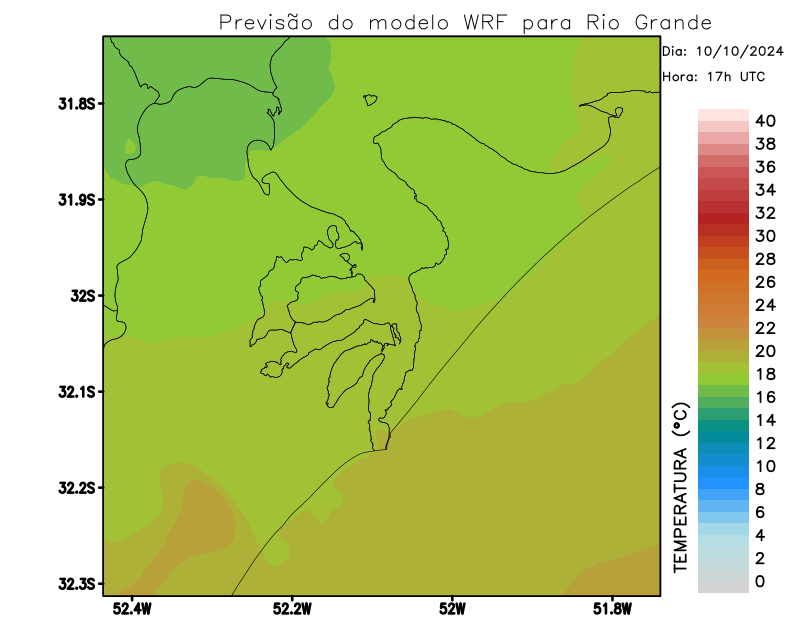 Previsão do modelo WRF para Rio Grande
Dia: 10/10/2024
Hora: 17h UTC
31.8S
31.9S
32S
32.1S
32.2S
32.3S
52.4W
52.2W
52W
51.8W
TEMPERATURA (ºC)
40
38
36
34
32
30
28
26
24
22
20
18
16
14
12
10
8
6
4
2
0